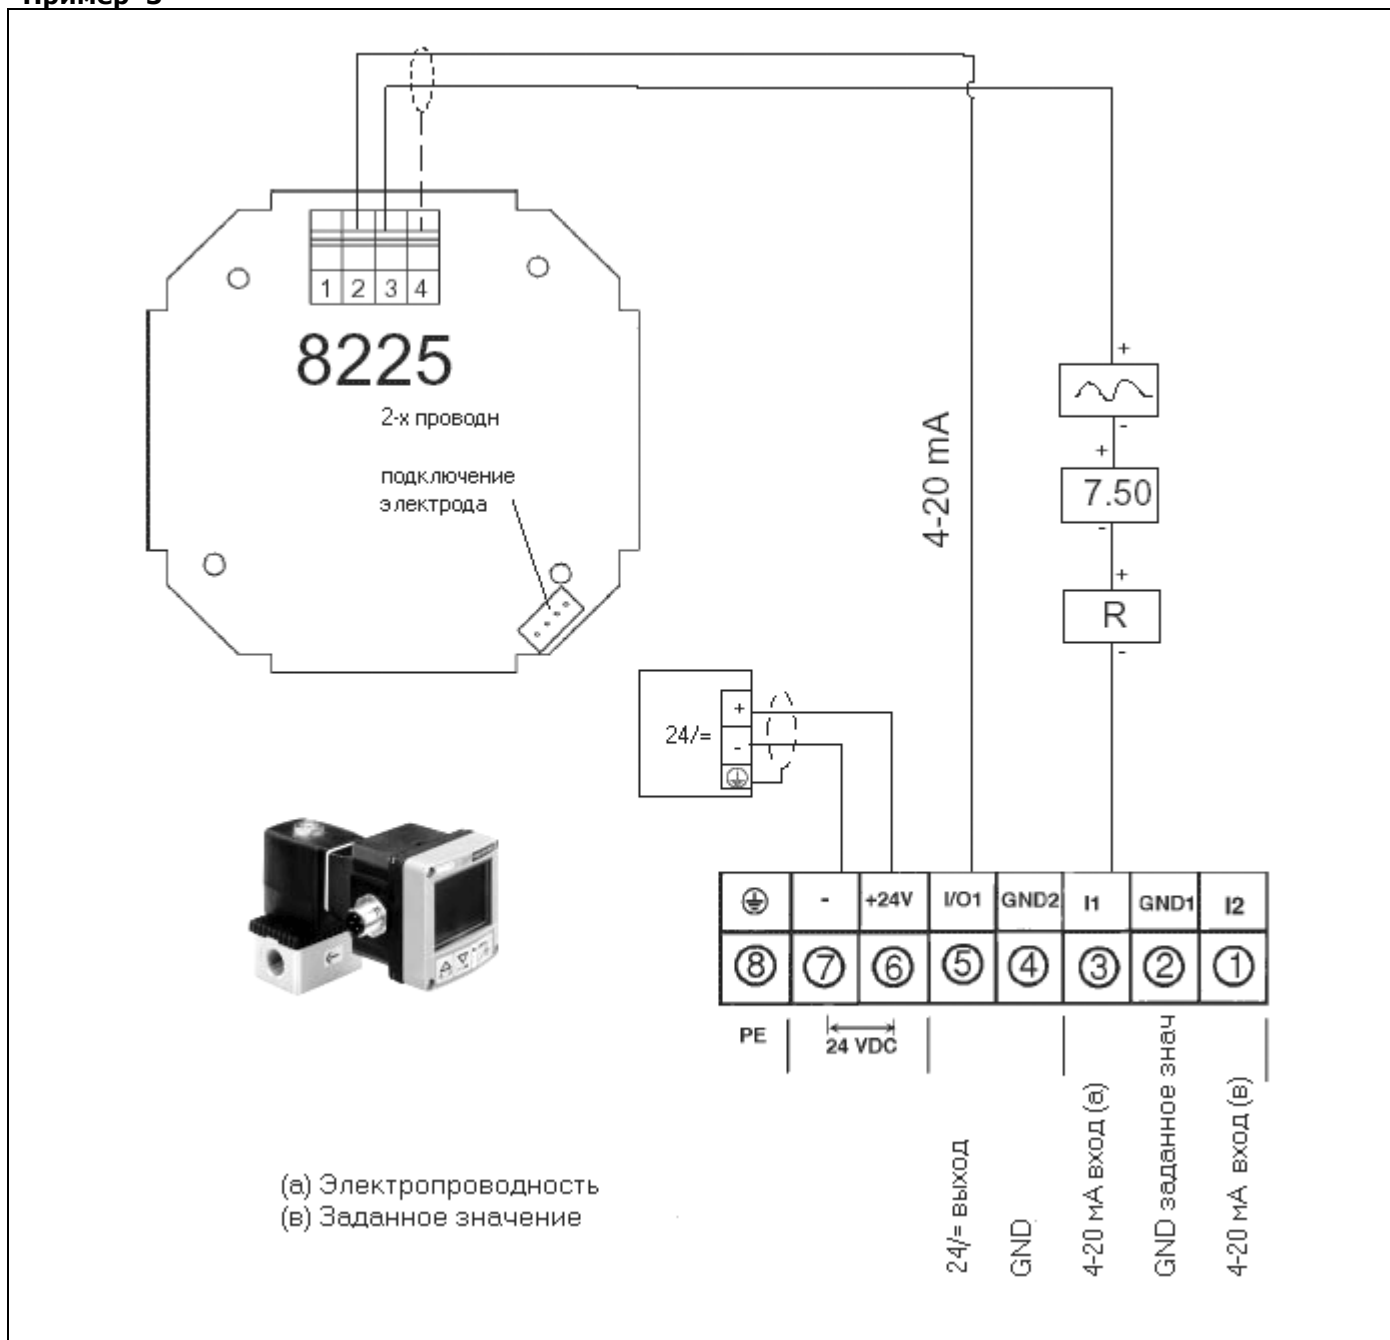 Пример 3
1 2 3 4
8225
2-х проводн
подключение
электрода
4-20 mA
+
-
+
7.50
-
+
R
-
24/=
+
-
- +24V I/O1 GND2 I1 GND1 I2
8 7 6 5 4 3 2 1
PE
24 VDC
24/= выход
GND
4-20 мА вход (а)
GND заданное знач
4-20 мА вход (в)
(а) Электропроводность
(в) Заданное значение